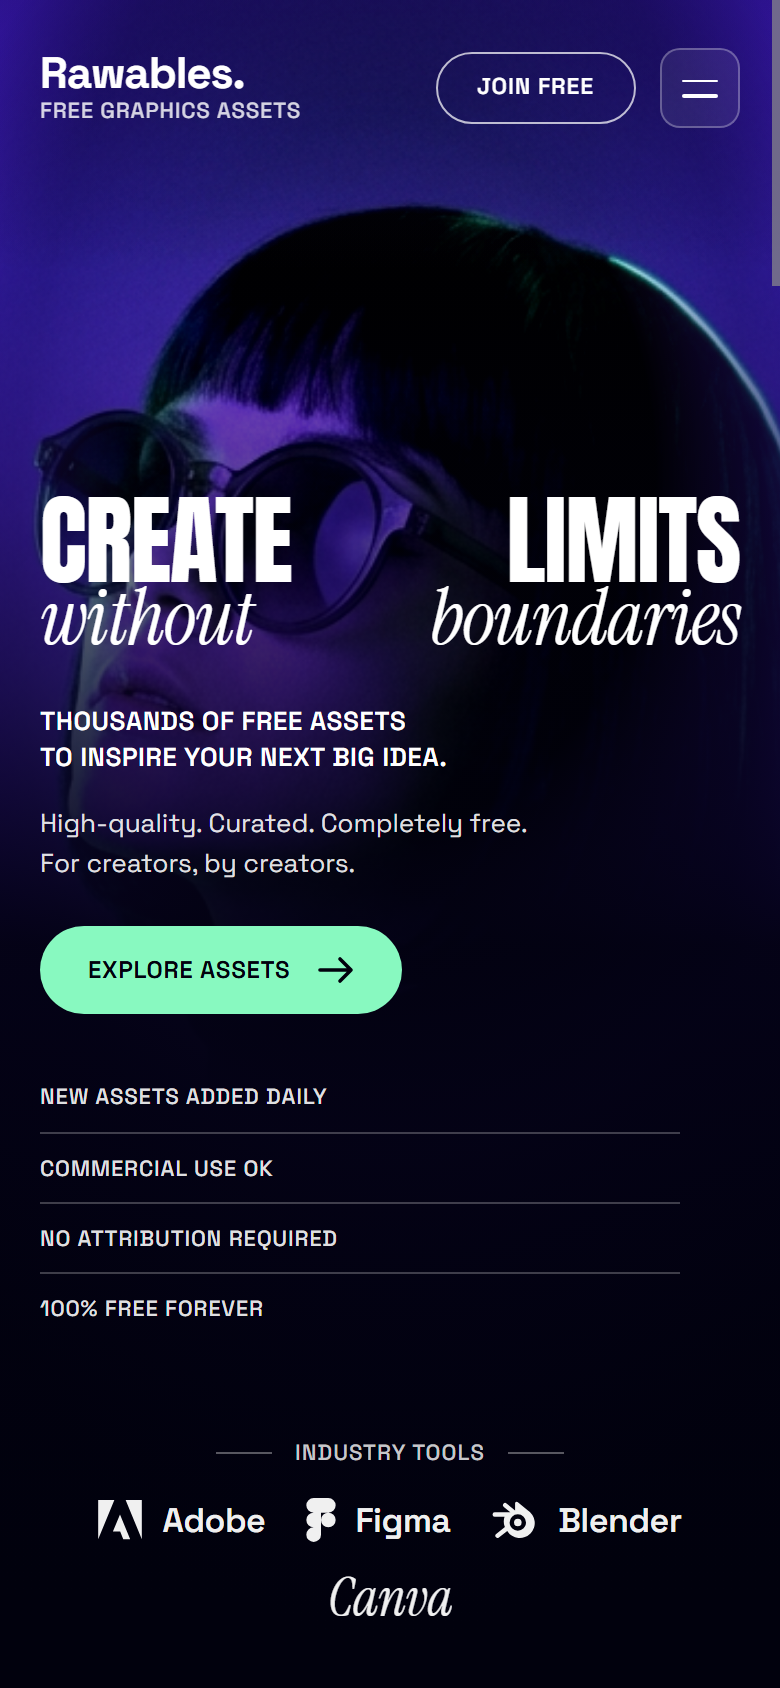 Rawables.
FREE GRAPHICS ASSETS
JOIN FREE
CREATE LIMITS
without boundaries
THOUSANDS OF FREE ASSETS
TO INSPIRE YOUR NEXT BIG IDEA.
High-quality. Curated. Completely free.
For creators, by creators.
EXPLORE ASSETS
NEW ASSETS ADDED DAILY
COMMERCIAL USE OK
NO ATTRIBUTION REQUIRED
100% FREE FOREVER
INDUSTRY TOOLS
Adobe Figma Blender
Canva